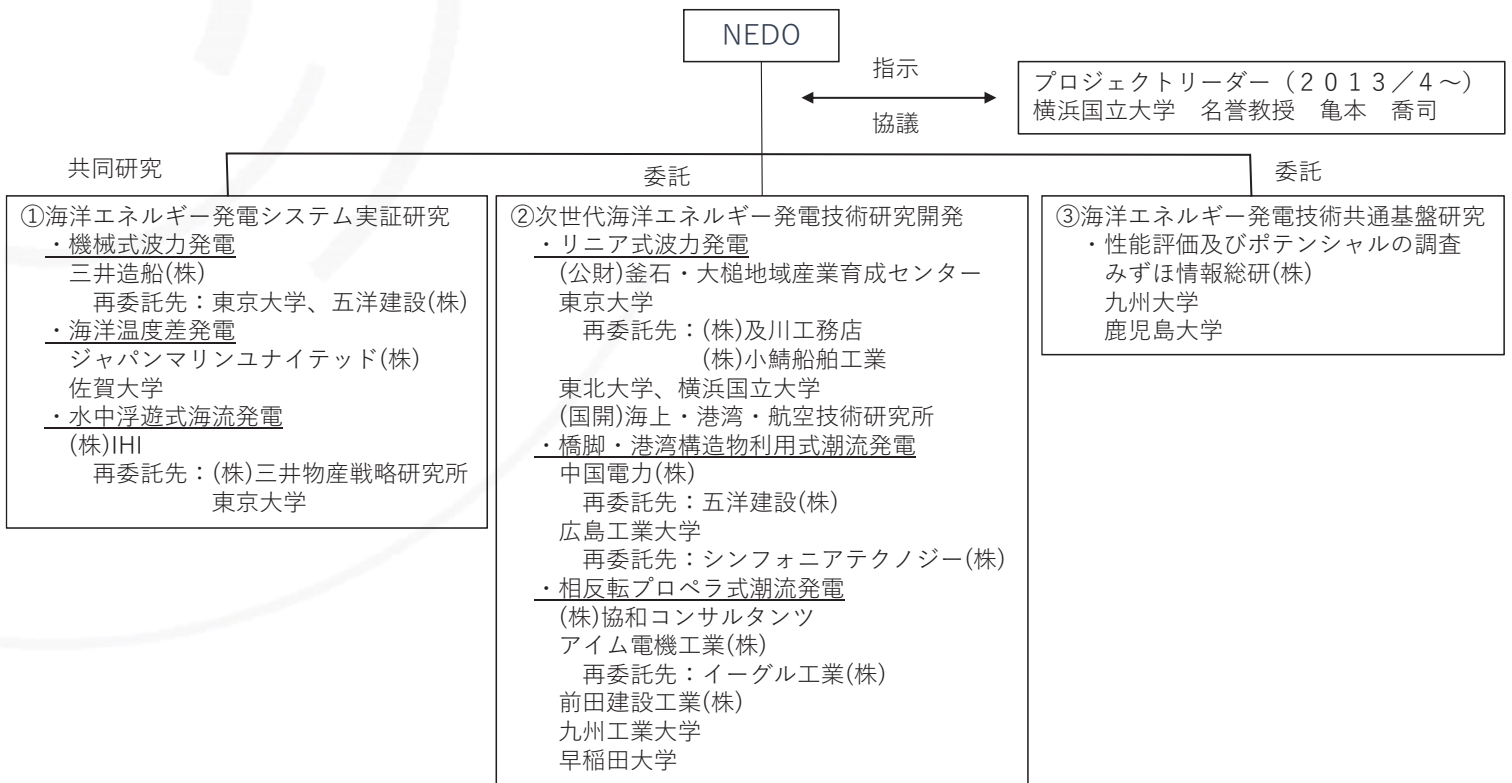 NEDO
指示
協議
プロジェクトリーダー（２０１３／4～）
横浜国立大学　名誉教授　亀本　喬司
共同研究
委託
委託
①海洋エネルギー発電システム実証研究
・機械式波力発電
三井造船(株)
再委託先：東京大学、五洋建設(株)
・海洋温度差発電
ジャパンマリンユナイテッド(株)
佐賀大学
・水中浮遊式海流発電
(株)IHI
再委託先：(株)三井物産戦略研究所
東京大学
②次世代海洋エネルギー発電技術研究開発
・リニア式波力発電
(公財)釜石・大槌地域産業育成センター
東京大学
再委託先：(株)及川工務店
(株)小鯖船舶工業
東北大学、横浜国立大学
(国開)海上・港湾・航空技術研究所
・橋脚・港湾構造物利用式潮流発電
中国電力(株)
再委託先：五洋建設(株)
広島工業大学
再委託先：シンフォニアテクノロジー(株)
・相反転プロペラ式潮流発電
(株)協和コンサルタンツ
アイム電機工業(株)
再委託先：イーグル工業(株)
前田建設工業(株)
九州工業大学
早稲田大学
③海洋エネルギー発電技術共通基盤研究
・性能評価及びポテンシャルの調査
みずほ情報総研(株)
九州大学
鹿児島大学